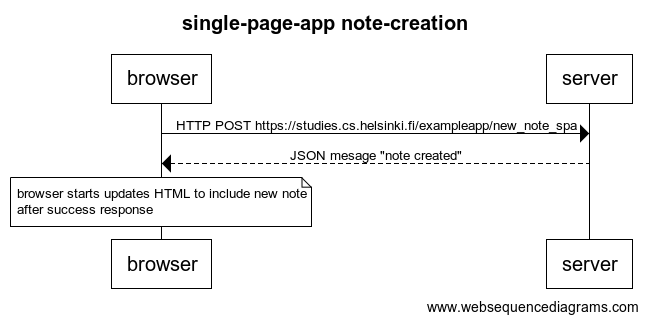 single-page-app note-creation
browser
server
HTTP POST https://studies.cs.helsinki.fi/exampleapp/new_note_spa
JSON mesage "note created"
browser starts updates HTML to include new note
after success response
browser
server
www.websequencediagrams.com